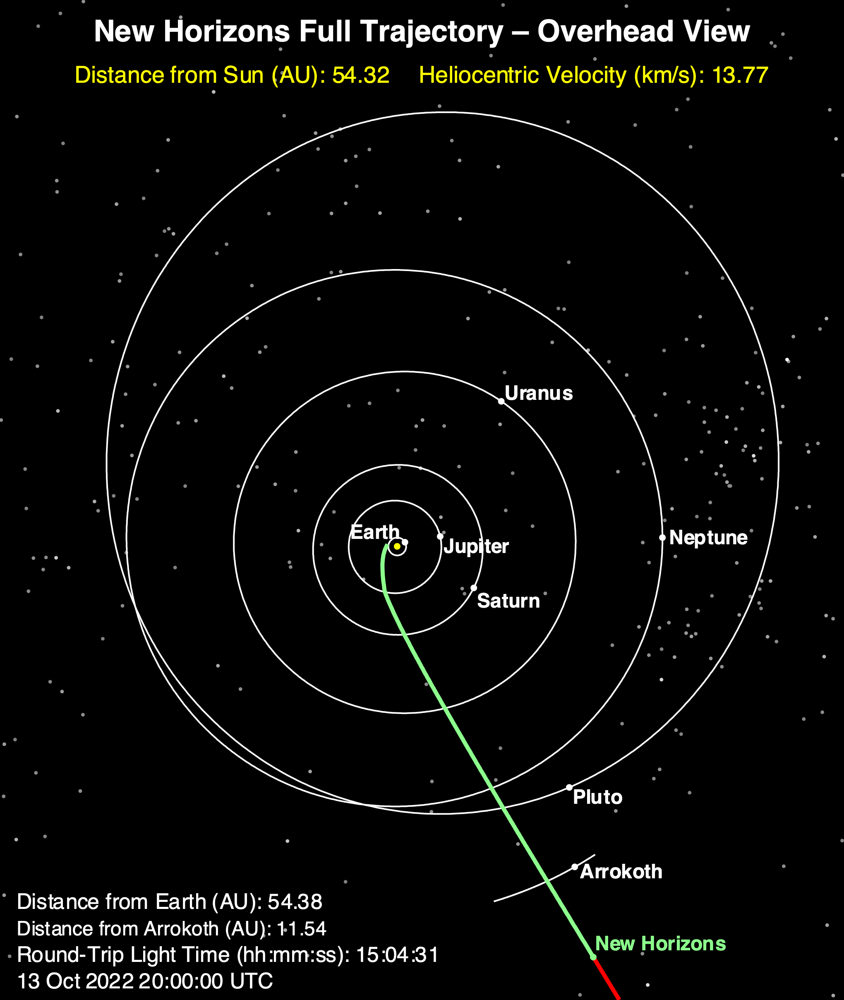 New Horizons Full Trajectory – Overhead View
Distance from Sun (AU): 54.32 Heliocentric Velocity (km/s): 13.77
Uranus
Earth
Jupiter
Neptune
Saturn
Pluto
Arrokoth
New Horizons
Distance from Earth (AU): 54.38
Distance from Arrokoth (AU): 11.54
Round-Trip Light Time (hh:mm:ss): 15:04:31
13 Oct 2022 20:00:00 UTC